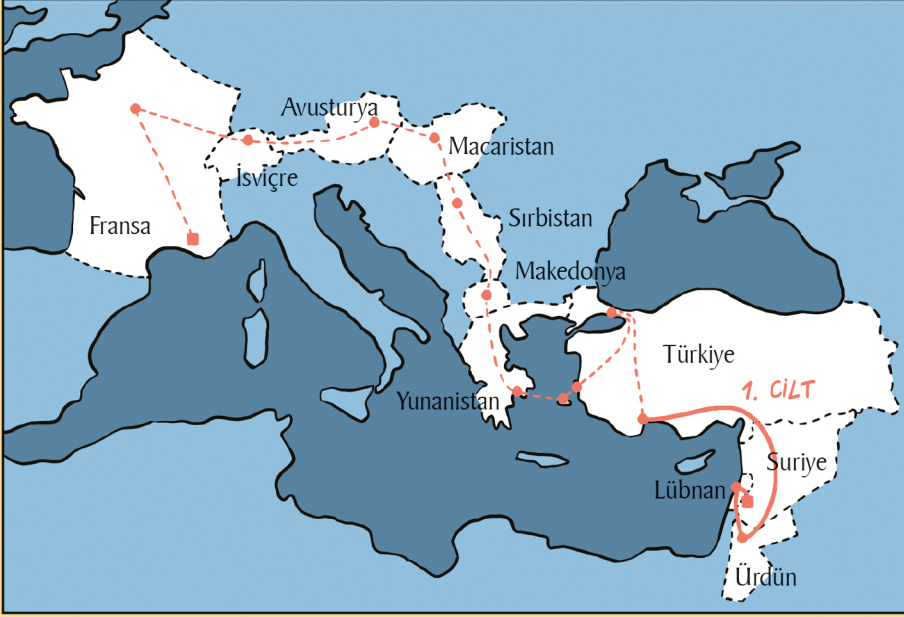 Avusturya
Macaristan
İsviçre
Fransa
Sırbistan
Makedonya
Türkiye
1. CİLT
Yunanistan
Suriye
Lübnan
Ürdün